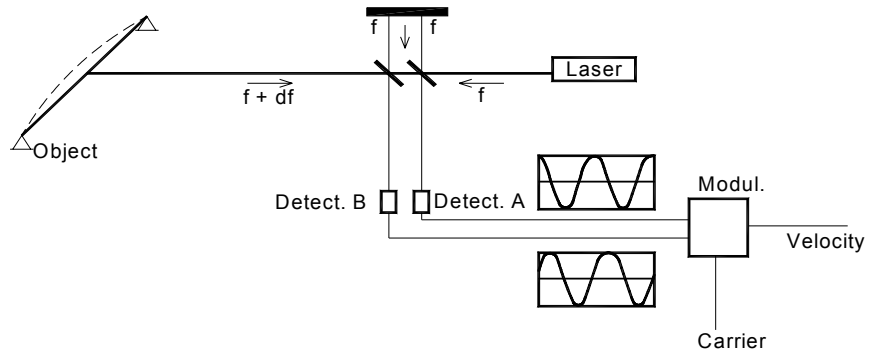 f f
Laser
f + df
f
Object
Detect. B
Detect. A
Modul.
Velocity
Carrier